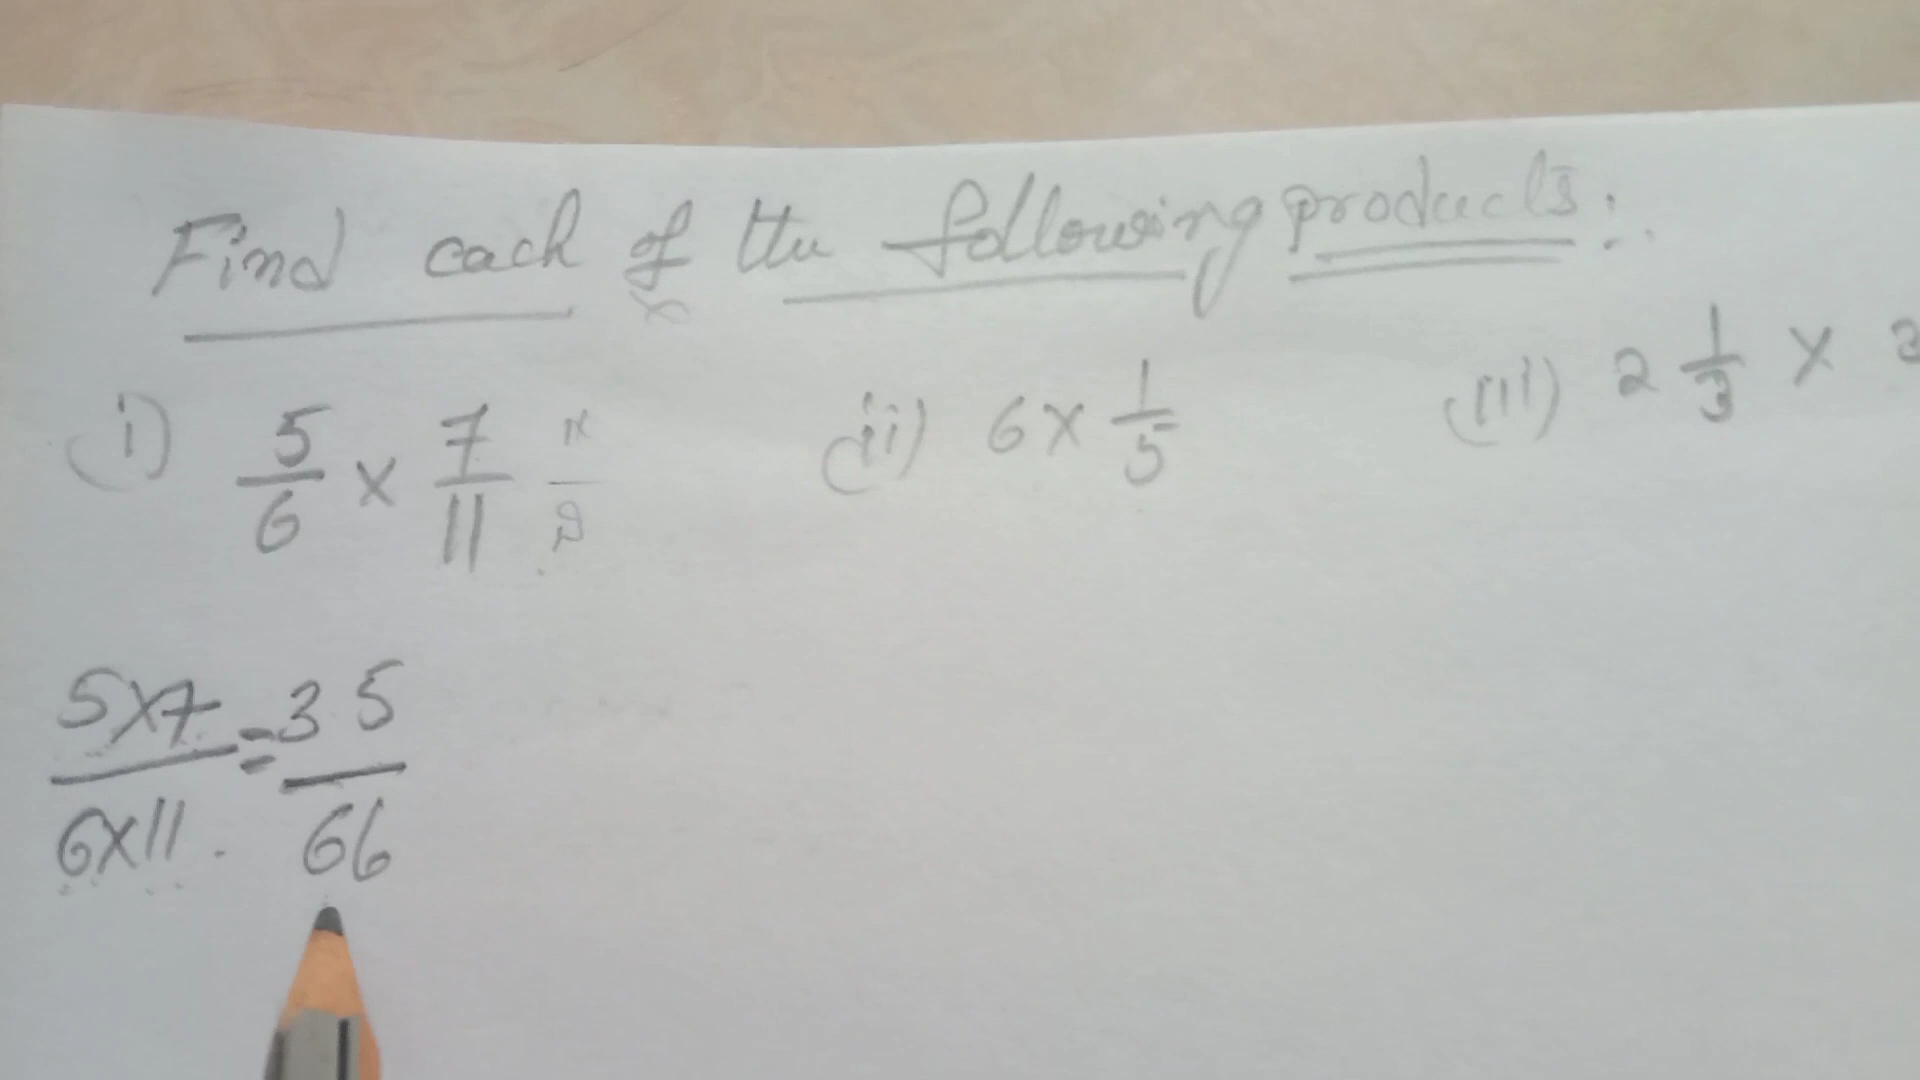 Find each of the following products:
(i) 5/6 × 7/11 N/D (ii) 6 × 1/5 (iii) 2 1/3 ×
5×7/6×11. = 35/66